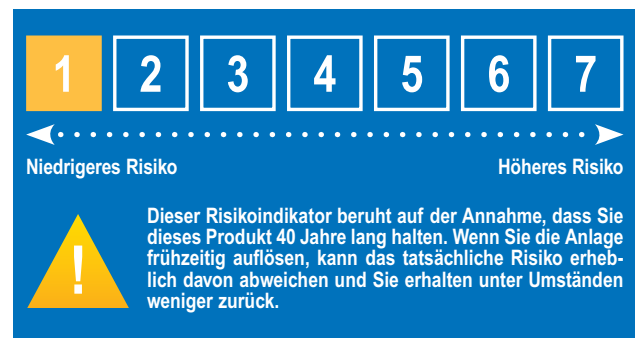 1 2 3 4 5 6 7
Niedrigeres Risiko Höheres Risiko
Dieser Risikoindikator beruht auf der Annahme, dass Sie
dieses Produkt 40 Jahre lang halten. Wenn Sie die Anlage
frühzeitig auflösen, kann das tatsächliche Risiko erheb-
lich davon abweichen und Sie erhalten unter Umständen
weniger zurück.
!